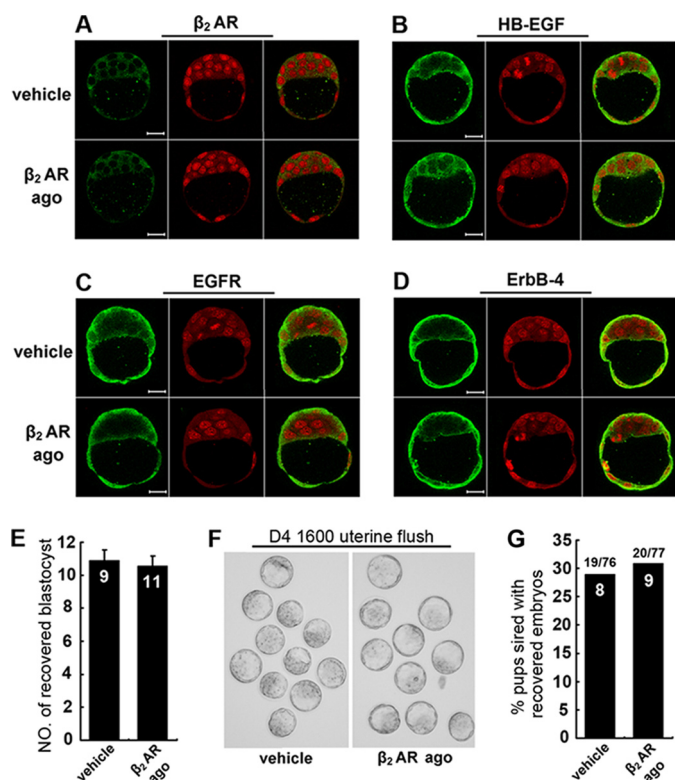 A
β₂ AR
B
HB-EGF
vehicle
β₂ AR
ago
C
EGFR
D
ErbB-4
vehicle
β₂ AR
ago
E
NO. of recovered blastocyst
12
10
8
6
4
2
0
9
11
vehicle
β₂ AR
ago
F
D4 1600 uterine flush
vehicle
β₂ AR ago
G
% pups sired with
recovered embryos
35
30
25
20
15
10
5
0
19/76
20/77
8
9
vehicle
β₂ AR
ago